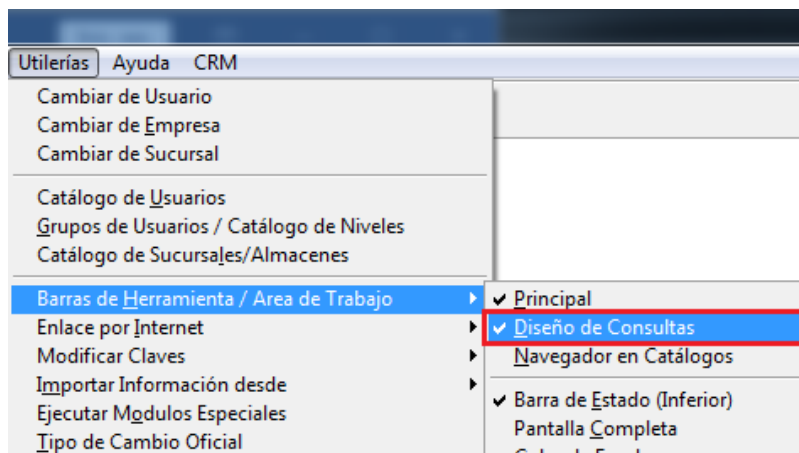 Utilerías Ayuda CRM
Cambiar de Usuario
Cambiar de Empresa
Cambiar de Sucursal
Catálogo de Usuarios
Grupos de Usuarios / Catálogo de Niveles
Catálogo de Sucursales/Almacenes
Barras de Herramienta / Area de Trabajo
Enlace por Internet
Modificar Claves
Importar Información desde
Ejecutar Modulos Especiales
Tipo de Cambio Oficial
Principal
Diseño de Consultas
Navegador en Catálogos
Barra de Estado (Inferior)
Pantalla Completa